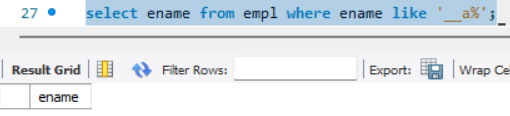 27 select ename from empl where ename like '__a%';
Result Grid Filter Rows: Export: Wrap Ce
ename